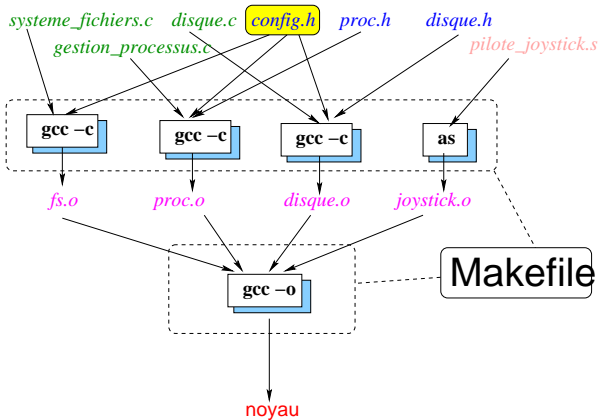 systeme_fichiers.c disque.c config.h proc.h disque.h
gestion_processus.c pilote_joystick.s
gcc −c gcc −c gcc −c as
fs.o proc.o disque.o joystick.o
Makefile
gcc −o
noyau